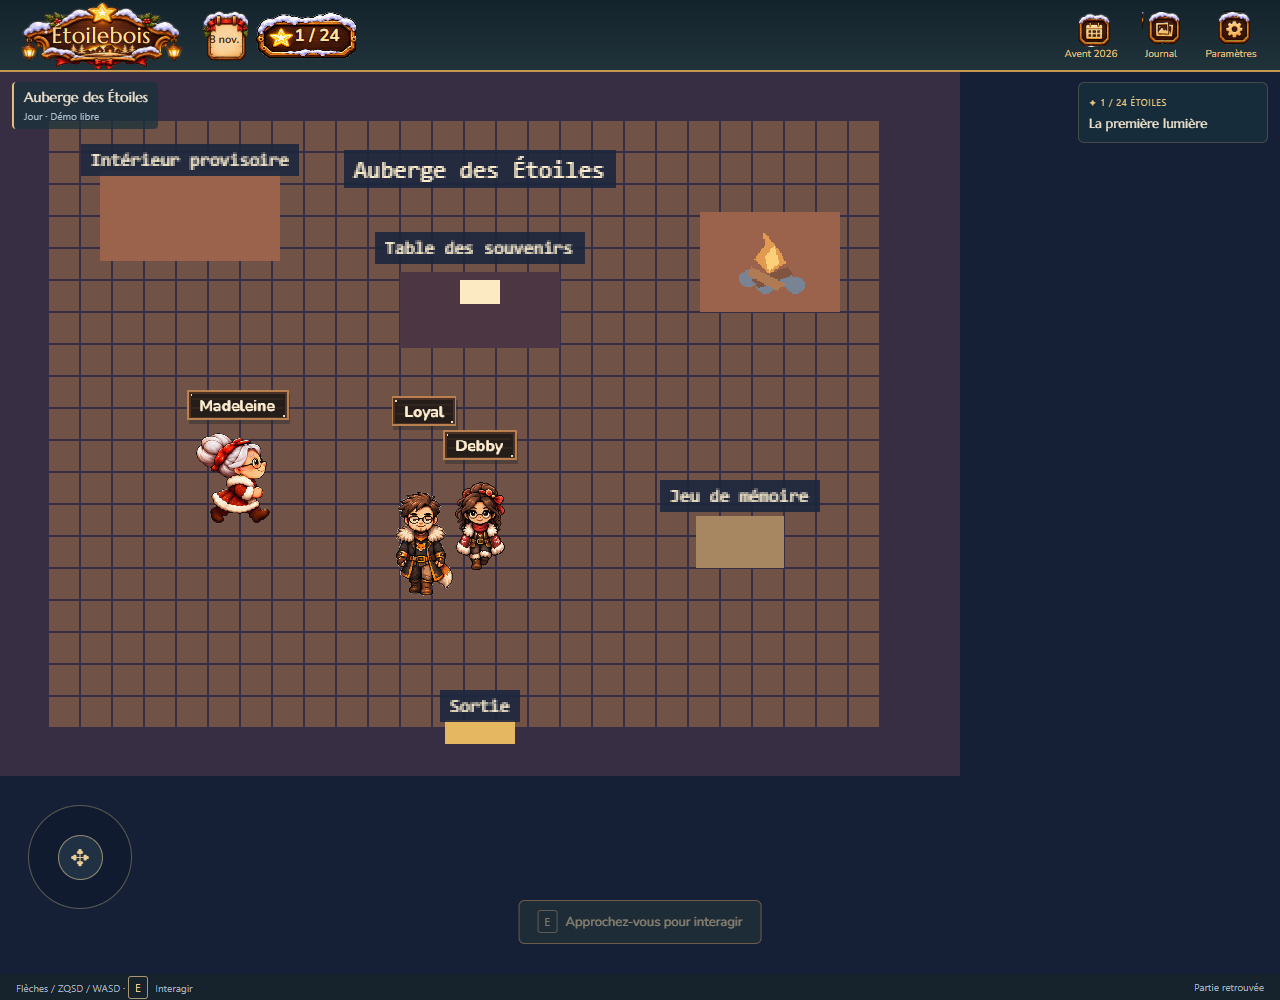 Étoilebois
8 nov.
1 / 24
Avent 2026
Journal
Paramètres
Auberge des Étoiles
Jour · Démo libre
✦ 1 / 24 ÉTOILES
La première lumière
Intérieur provisoire
Auberge des Étoiles
Table des souvenirs
Madeleine
Loyal
Debby
Jeu de mémoire
Sortie
E Approchez-vous pour interagir
Flèches / ZQSD / WASD · E Interagir
Partie retrouvée